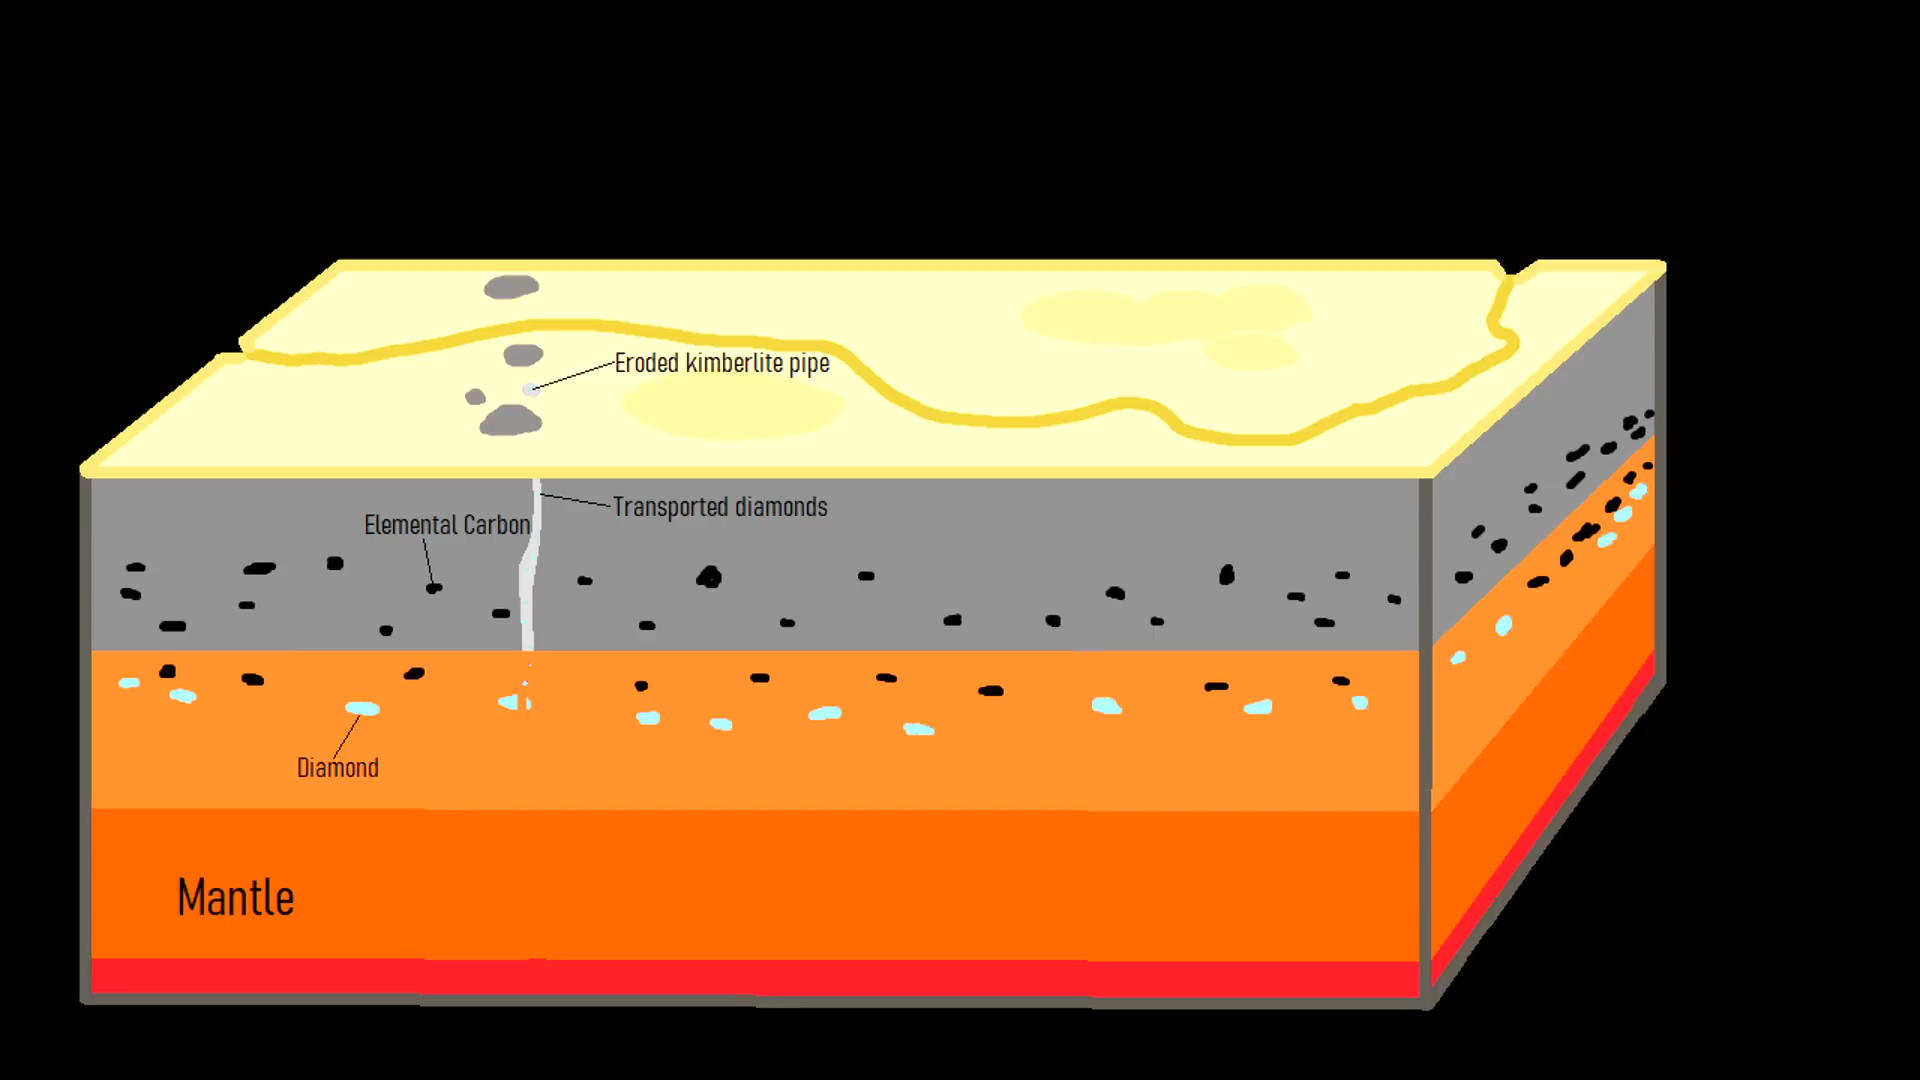 Eroded kimberlite pipe
Transported diamonds
Elemental Carbon
Diamond
Mantle